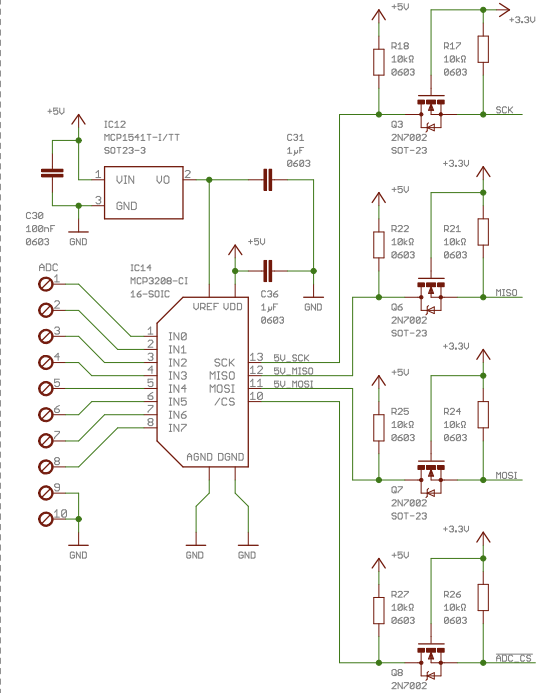 +5V
+3.3V
R18
10kΩ
0603
R17
10kΩ
0603
SCK
Q3
2N7002
SOT-23
+5V
IC12
MCP1541T-I/TT
SOT23-3
1
VIN
VO
2
3
GND
C30
100nF
0603
GND
C31
1µF
0603
+3.3V
+5V
R22
10kΩ
0603
R21
10kΩ
0603
MISO
Q6
2N7002
SOT-23
+5V
C36
1µF
0603
GND
IC14
MCP3208-CI
16-SOIC
VREF VDD
ADC
1
2
3
4
5
6
7
8
9
10
GND
1 IN0
2 IN1
3 IN2
4 IN3
5 IN4
6 IN5
7 IN6
8 IN7
SCK 13 5V_SCK
MISO 12 5V_MISO
MOSI 11 5V_MOSI
/CS 10
AGND DGND
GND
GND
+3.3V
+5V
R25
10kΩ
0603
R24
10kΩ
0603
MOSI
Q7
2N7002
SOT-23
+3.3V
+5V
R27
10kΩ
0603
R26
10kΩ
0603
ADC_CS
Q8
2N7002